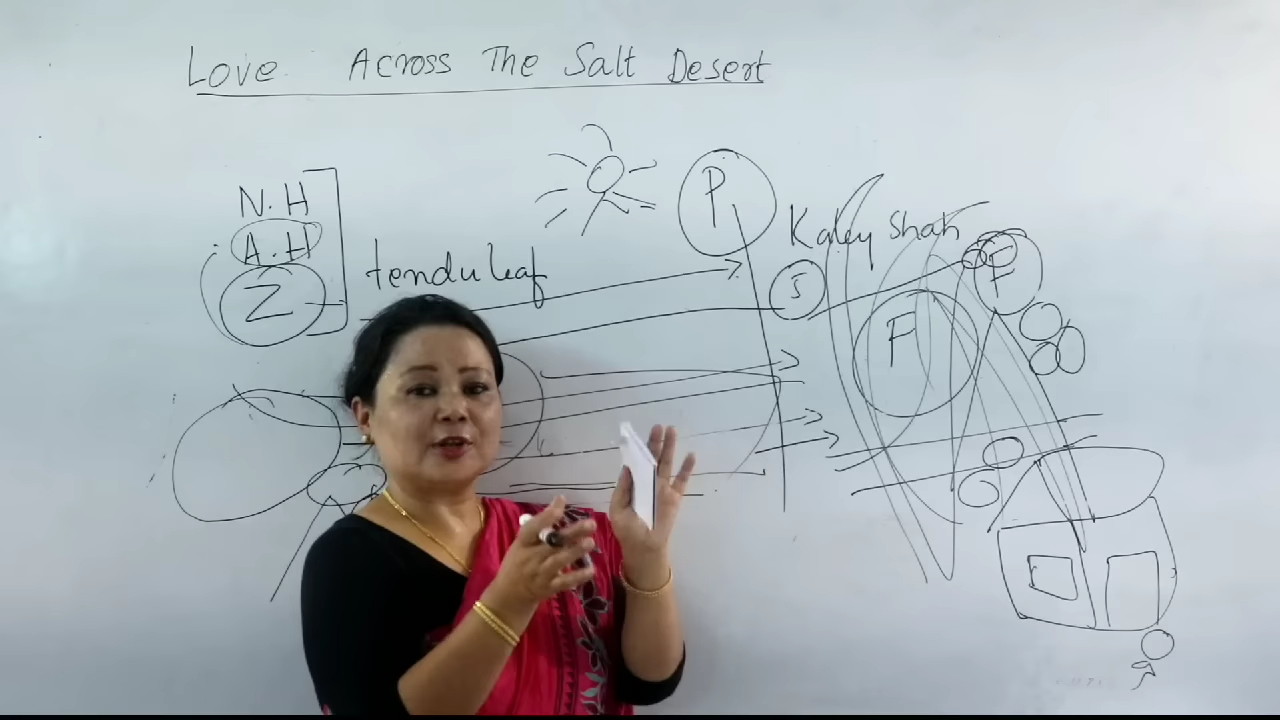 Love Across The Salt Desert
N.H
A.H
Z
tendu leaf
P
Kaley Shah
S
F
F